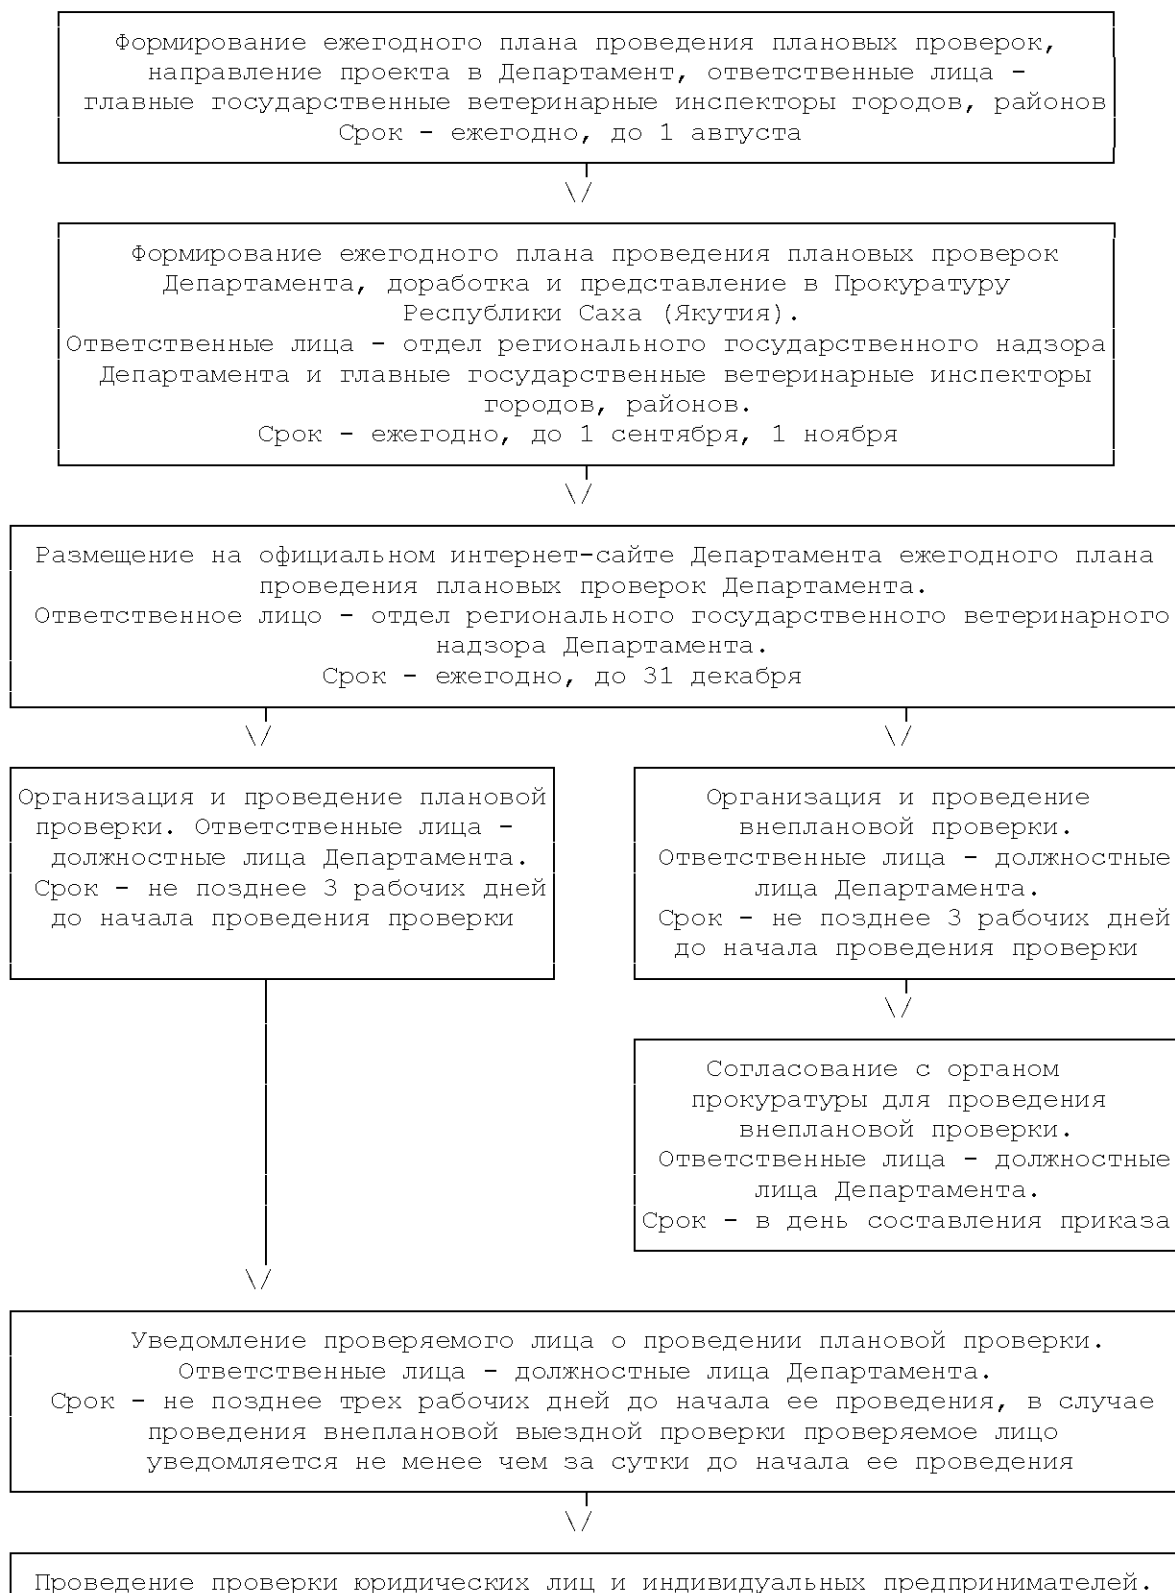 Формирование ежегодного плана проведения плановых проверок,
направление проекта в Департамент, ответственные лица -
главные государственные ветеринарные инспекторы городов, районов
Срок - ежегодно, до 1 августа
Формирование ежегодного плана проведения плановых проверок
Департамента, доработка и представление в Прокуратуру
Республики Саха (Якутия).
Ответственные лица - отдел регионального государственного надзора
Департамента и главные государственные ветеринарные инспекторы
городов, районов.
Срок - ежегодно, до 1 сентября, 1 ноября
Размещение на официальном интернет-сайте Департамента ежегодного плана
проведения плановых проверок Департамента.
Ответственное лицо - отдел регионального государственного ветеринарного
надзора Департамента.
Срок - ежегодно, до 31 декабря
Организация и проведение плановой
проверки. Ответственные лица -
должностные лица Департамента.
Срок - не позднее 3 рабочих дней
до начала проведения проверки
Организация и проведение
внеплановой проверки.
Ответственные лица - должностные
лица Департамента.
Срок - не позднее 3 рабочих дней
до начала проведения проверки
Согласование с органом
прокуратуры для проведения
внеплановой проверки.
Ответственные лица - должностные
лица Департамента.
Срок - в день составления приказа
Уведомление проверяемого лица о проведении плановой проверки.
Ответственные лица - должностные лица Департамента.
Срок - не позднее трех рабочих дней до начала ее проведения, в случае
проведения внеплановой выездной проверки проверяемое лицо
уведомляется не менее чем за сутки до начала ее проведения
Проведение проверки юридических лиц и индивидуальных предпринимателей.